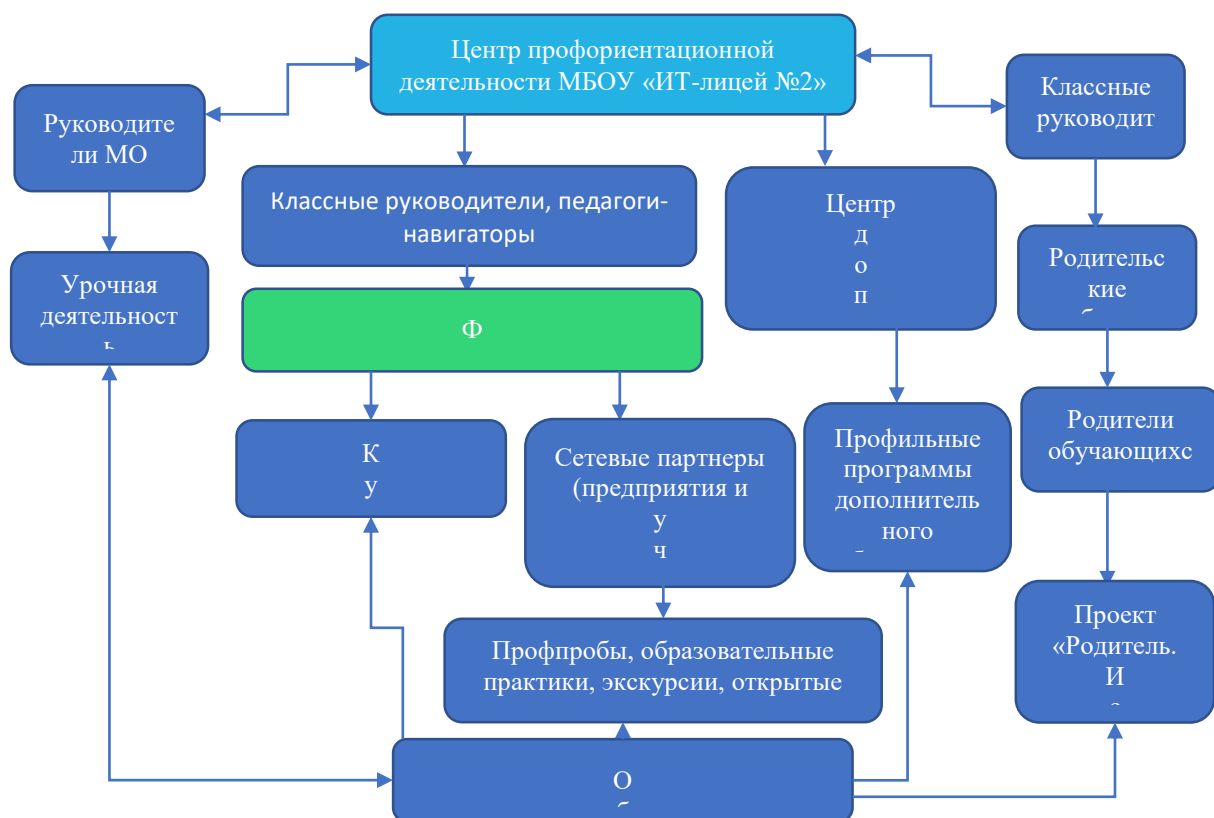 Центр профориентационной
деятельности МБОУ «ИТ-лицей №2»
Руководите
ли МО
Классные
руководит
Классные руководители, педагоги-
навигаторы
Центр
д
о
п
Урочная
деятельност
ь
Родительс
кие
Ф
К
у
Сетевые партнеры
(предприятия и
у
ч
Профильные
программы
дополнитель
ного
Родители
обучающихс
Профпробы, образовательные
практики, экскурсии, открытые
Проект
«Родитель.
И
О